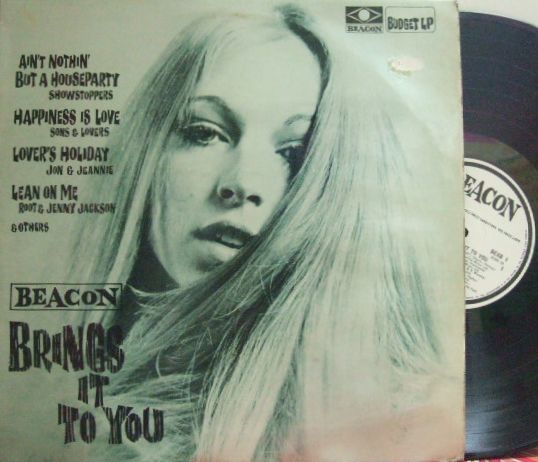 BEACON
BUDGET LP
AIN'T NOTHIN'
BUT A HOUSEPARTY
SHOWSTOPPERS
HAPPINESS IS LOVE
SONS & LOVERS
LOVER'S HOLIDAY
JON & JEANNIE
LEAN ON ME
ROOT & JENNY JACKSON
& OTHERS
BEACON
BRINGS
IT
TO YOU
BEACON